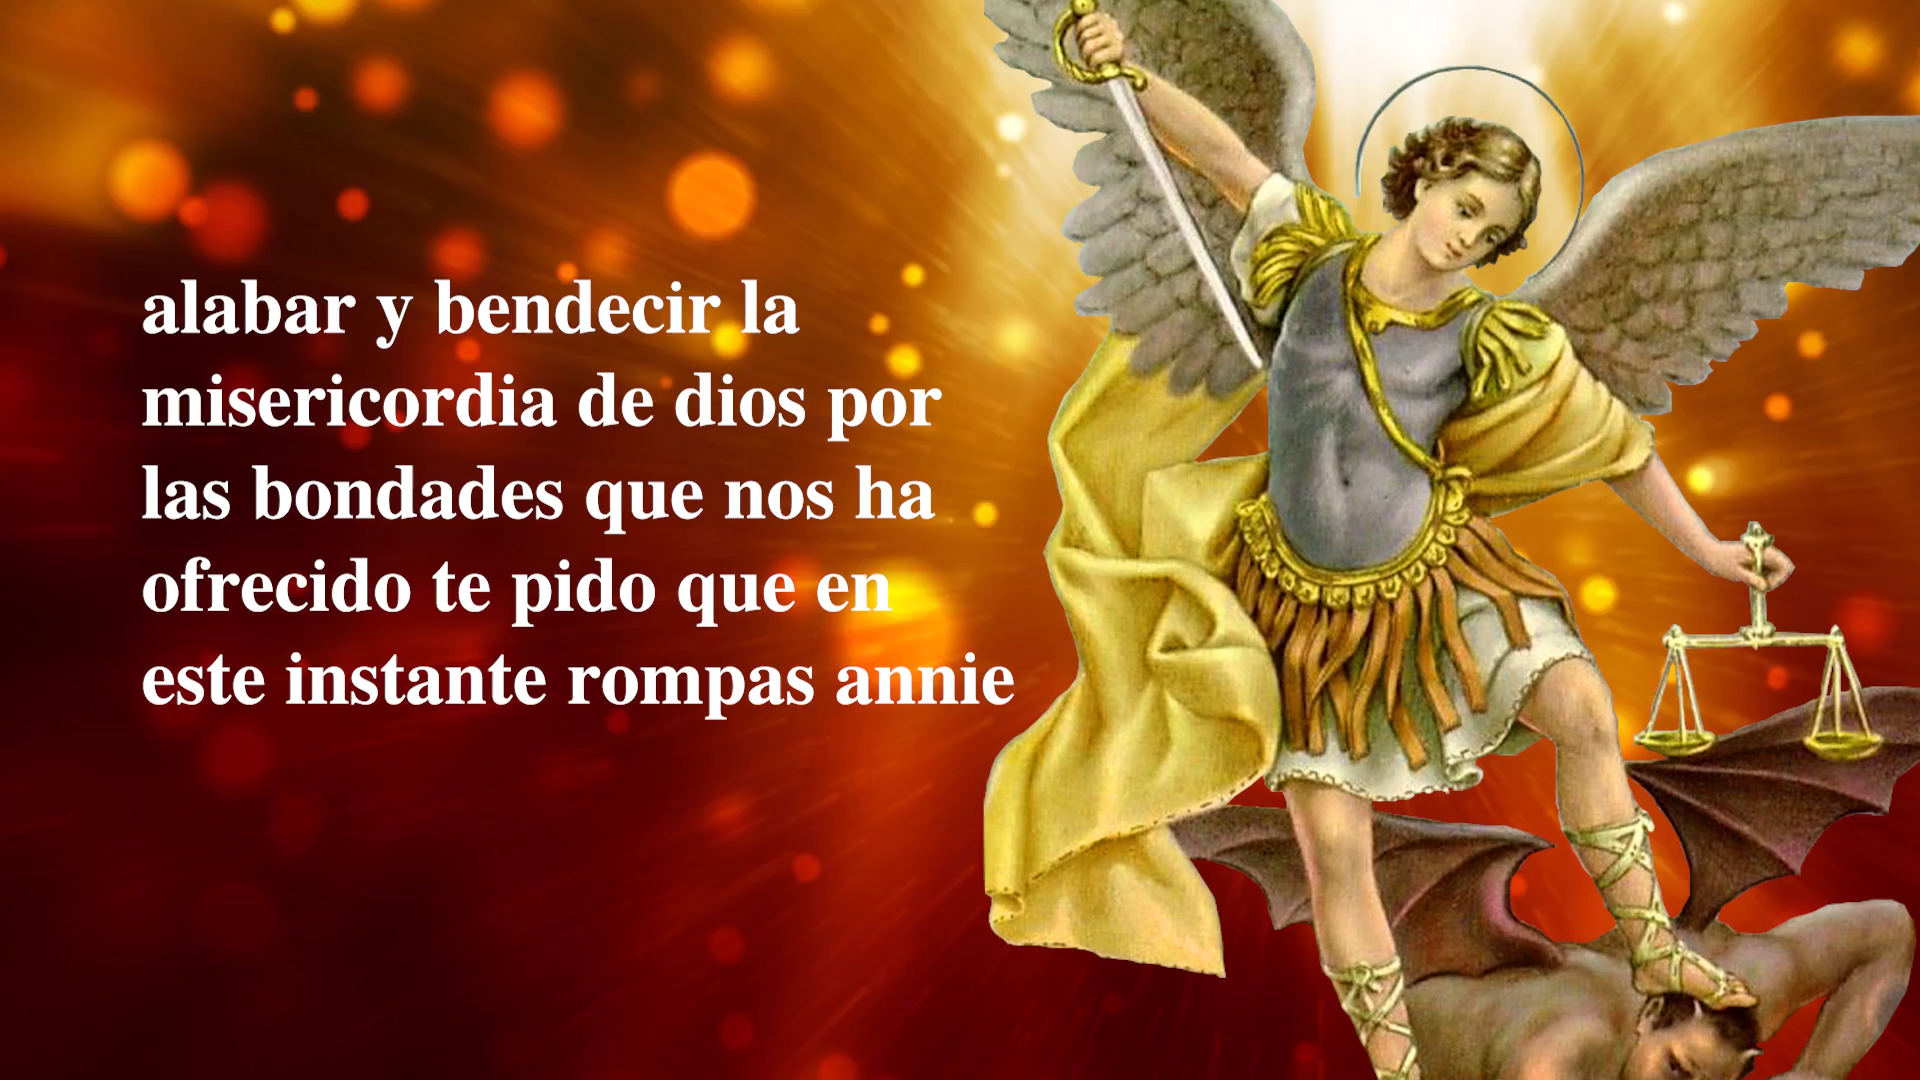 alabar y bendecir la
misericordia de dios por
las bondades que nos ha
ofrecido te pido que en
este instante rompas annie